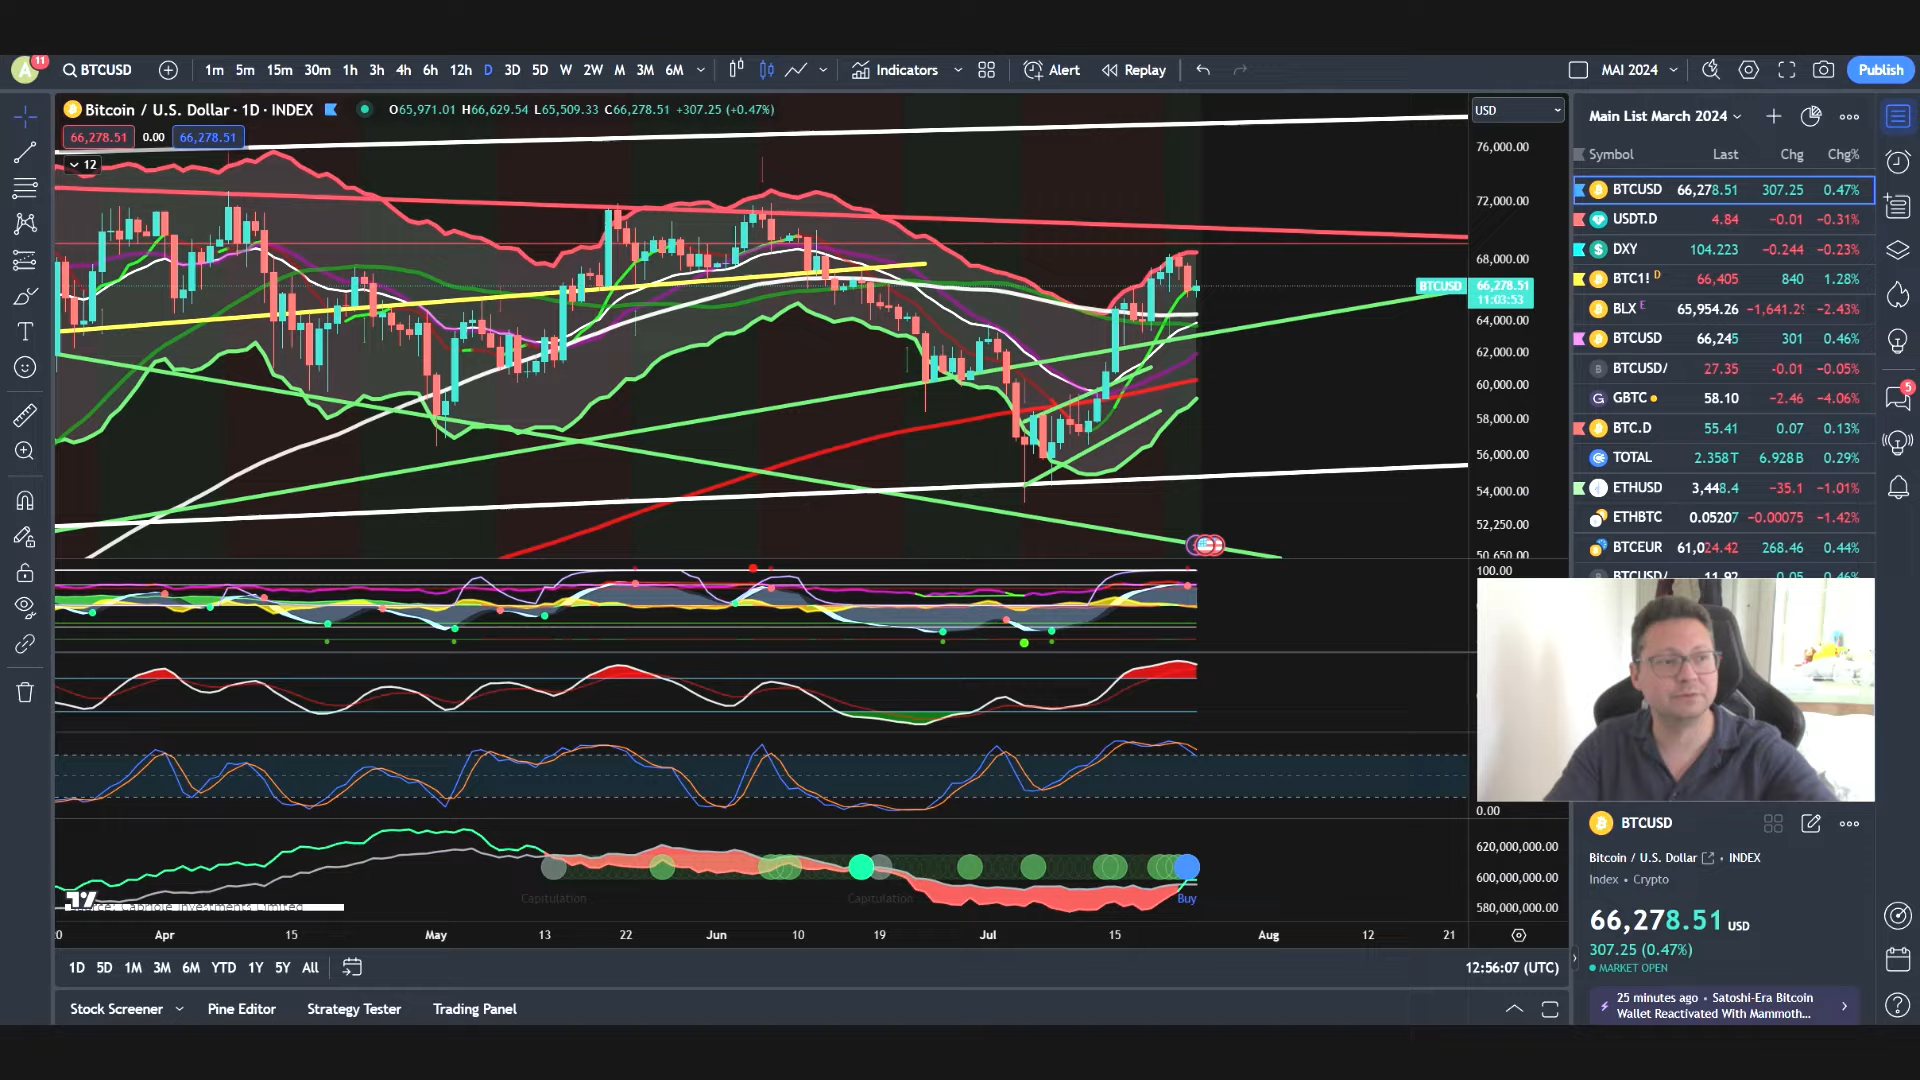 A
11
BTCUSD
1m 5m 15m 30m 1h 3h 4h 6h 12h D 3D 5D W 2W M 3M 6M
Indicators
Alert
Replay
MAI 2024
Publish
Bitcoin / U.S. Dollar · 1D · INDEX
O65,971.01 H66,629.54 L65,509.33 C66,278.51 +307.25 (+0.47%)
66,278.51 0.00 66,278.51
12
USD
76,000.00
72,000.00
68,000.00
BTCUSD 66,278.51
11:03:53
64,000.00
62,000.00
60,000.00
58,000.00
56,000.00
54,000.00
52,250.00
50,650.00
100.00
0.00
620,000,000.00
600,000,000.00
580,000,000.00
Capitulation
Capitulation
Buy
Capriole Investments Limited
Apr 15 May 13 22 Jun 10 19 Jul 15 Aug 12 21
1D 5D 1M 3M 6M YTD 1Y 5Y All
12:56:07 (UTC)
Stock Screener
Pine Editor
Strategy Tester
Trading Panel
Main List March 2024
Symbol Last Chg Chg%
BTCUSD 66,278.51 307.25 0.47%
USDT.D 4.84 −0.01 −0.31%
DXY 104.223 −0.244 −0.23%
BTC1! D 66,405 840 1.28%
BLX E 65,954.26 −1,641.2 −2.43%
BTCUSD 66,245 301 0.46%
BTCUSD/ 27.35 −0.01 −0.05%
GBTC 58.10 −2.46 −4.06%
BTC.D 55.41 0.07 0.13%
TOTAL 2.358T 6.928B 0.29%
ETHUSD 3,448.4 −35.1 −1.01%
ETHBTC 0.05207 −0.00075 −1.42%
BTCEUR 61,024.42 268.46 0.44%
BTCUSD/ 11.92 0.05 0.46%
5
BTCUSD
Bitcoin / U.S. Dollar • INDEX
Index • Crypto
66,278.51 USD
307.25 (0.47%)
MARKET OPEN
25 minutes ago • Satoshi-Era Bitcoin
Wallet Reactivated With Mammoth...